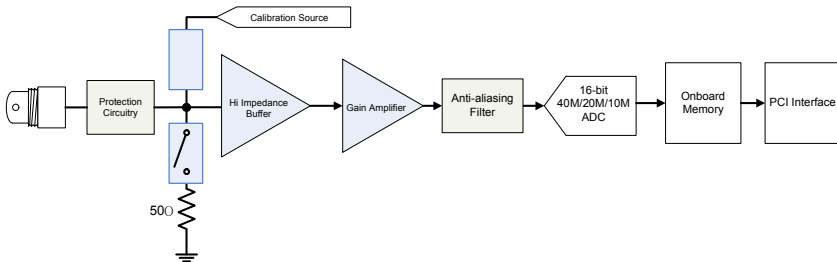 Calibration Source
Protection
Circuitry
Hi Impedance
Buffer
Gain Amplifier
Anti-aliasing
Filter
16-bit
40M/20M/10M
ADC
Onboard
Memory
PCI Interface
50Ω